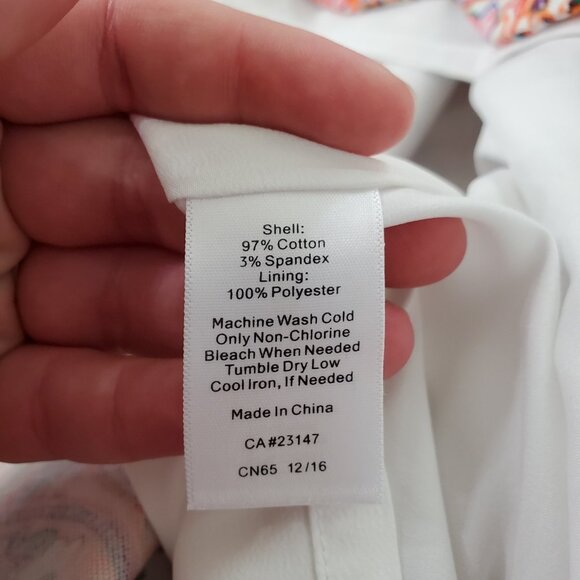 Shell:
97% Cotton
3% Spandex
Lining:
100% Polyester
Machine Wash Cold
Only Non-Chlorine
Bleach When Needed
Tumble Dry Low
Cool Iron, If Needed
Made In China
CA#23147
CN65 12/16